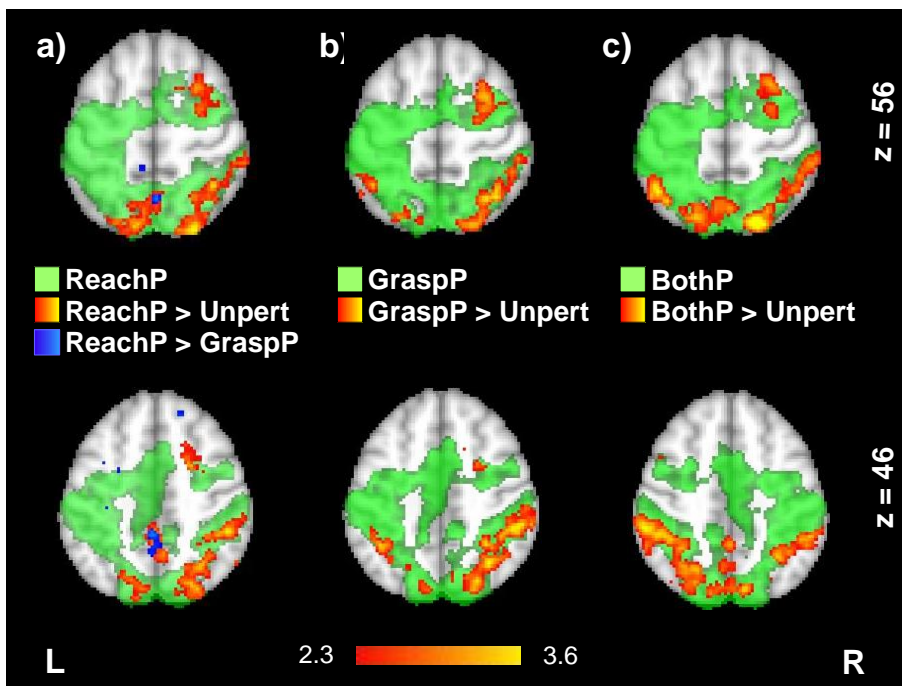 a)
b)
c)
z = 56
ReachP
ReachP > Unpert
ReachP > GraspP
GraspP
GraspP > Unpert
BothP
BothP > Unpert
z = 46
L
2.3
3.6
R